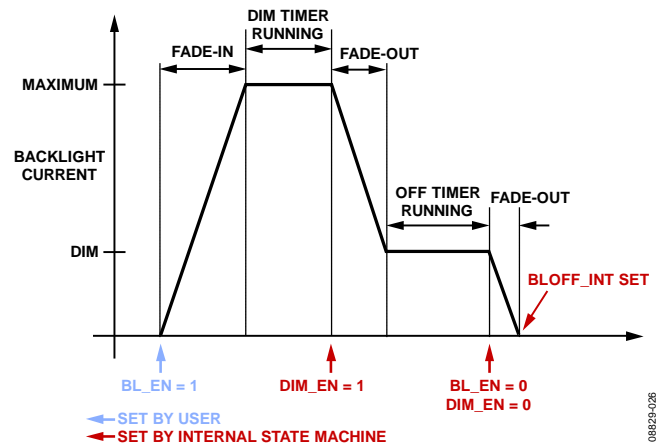 DIM TIMER
RUNNING
FADE-IN
FADE-OUT
MAXIMUM
BACKLIGHT
CURRENT
OFF TIMER
RUNNING
FADE-OUT
DIM
BLOFF_INT SET
BL_EN = 1
DIM_EN = 1
BL_EN = 0
DIM_EN = 0
SET BY USER
SET BY INTERNAL STATE MACHINE
08829-026